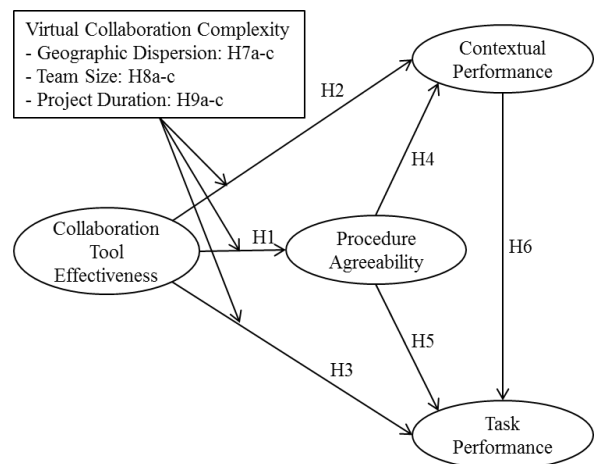 Virtual Collaboration Complexity
- Geographic Dispersion: H7a-c
- Team Size: H8a-c
- Project Duration: H9a-c
Contextual
Performance
H2
H4
Collaboration
Tool
Effectiveness
H1
Procedure
Agreeability
H6
H5
H3
Task
Performance